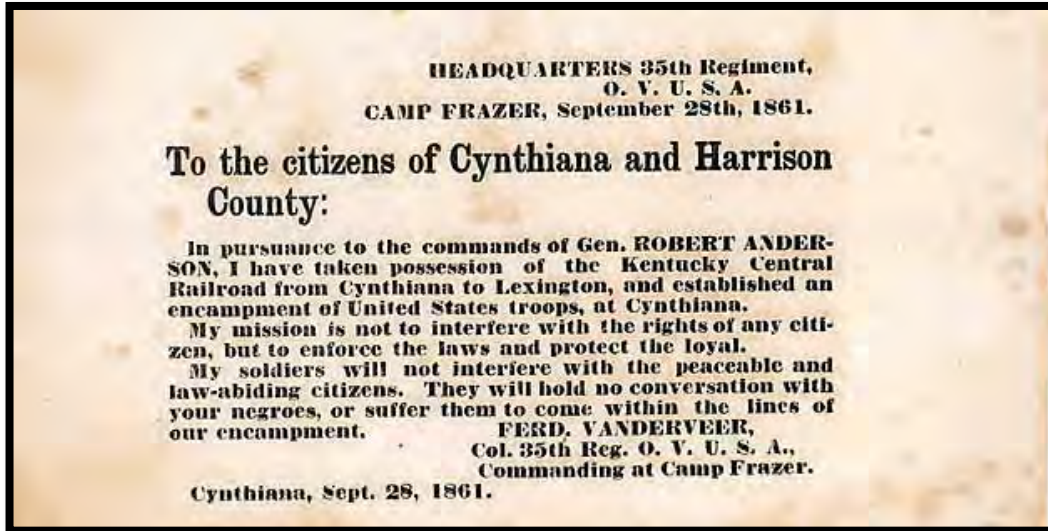 HEADQUARTERS 35th Regiment,
O. V. U. S. A.
CAMP FRAZER, September 28th, 1861.
To the citizens of Cynthiana and Harrison
County:
In pursuance to the commands of Gen. ROBERT ANDER-
SON, I have taken possession of the Kentucky Central
Railroad from Cynthiana to Lexington, and established an
encampment of United States troops, at Cynthiana.
My mission is not to interfere with the rights of any citi-
zen, but to enforce the laws and protect the loyal.
My soldiers will not interfere with the peaceable and
law-abiding citizens. They will hold no conversation with
your negroes, or suffer them to come within the lines of
our encampment. FERD. VANDERVEER,
Col. 35th Reg. O. V. U. S. A.,
Commanding at Camp Frazer.
Cynthiana, Sept. 28, 1861.